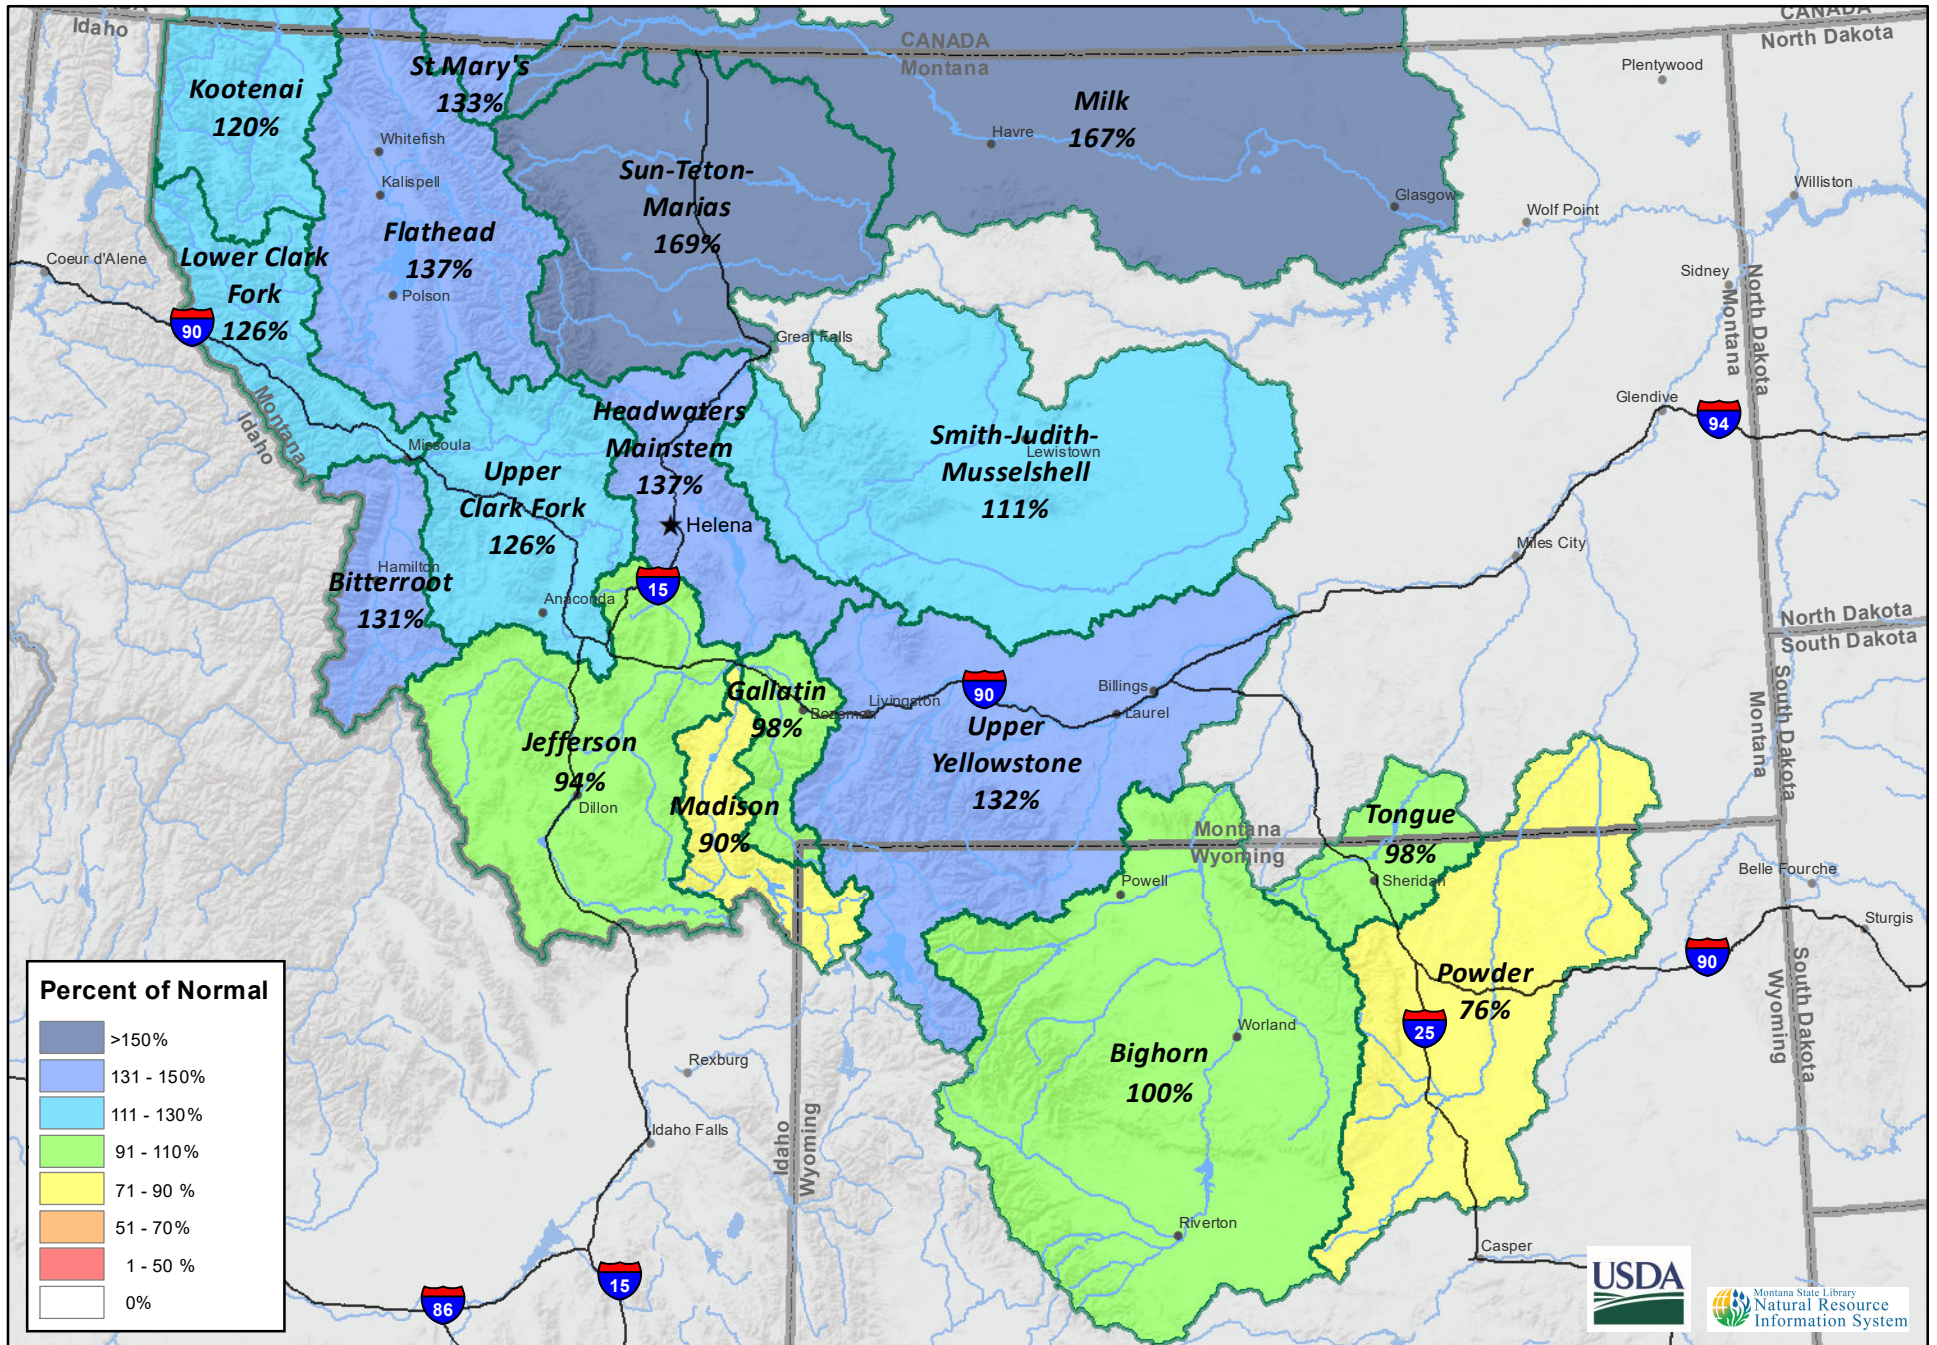 Idaho
CANADA
Montana
CANADA
North Dakota
Kootenai
120%
St Mary's
133%
Milk
167%
Plentywood
Whitefish
Havre
Kalispell
Sun-Teton-
Marias
169%
Glasgow
Williston
Wolf Point
Flathead
137%
Lower Clark
Fork
126%
Coeur d'Alene
Polson
90
Sidney
North Dakota
Montana
Great Falls
Montana
Idaho
Headwaters
Mainstem
137%
Missoula
Smith-Judith-
Lewistown
Musselshell
111%
Glendive
94
Upper
Clark Fork
126%
Helena
Miles City
Hamilton
Bitterroot
131%
Anaconda
15
North Dakota
South Dakota
Gallatin
98%
Bozeman
Livingston
90
Billings
Laurel
South Dakota
Montana
Jefferson
94%
Dillon
Upper
Yellowstone
132%
Madison
90%
Montana
Wyoming
Tongue
98%
Sheridan
Powell
Belle Fourche
Sturgis
90
Powder
76%
25
South Dakota
Wyoming
Worland
Bighorn
100%
Rexburg
Idaho Falls
Idaho
Wyoming
Riverton
Casper
15
86
Percent of Normal
>150%
131 - 150%
111 - 130%
91 - 110%
71 - 90 %
51 - 70%
1 - 50 %
0%
USDA
Montana State Library
Natural Resource
Information System